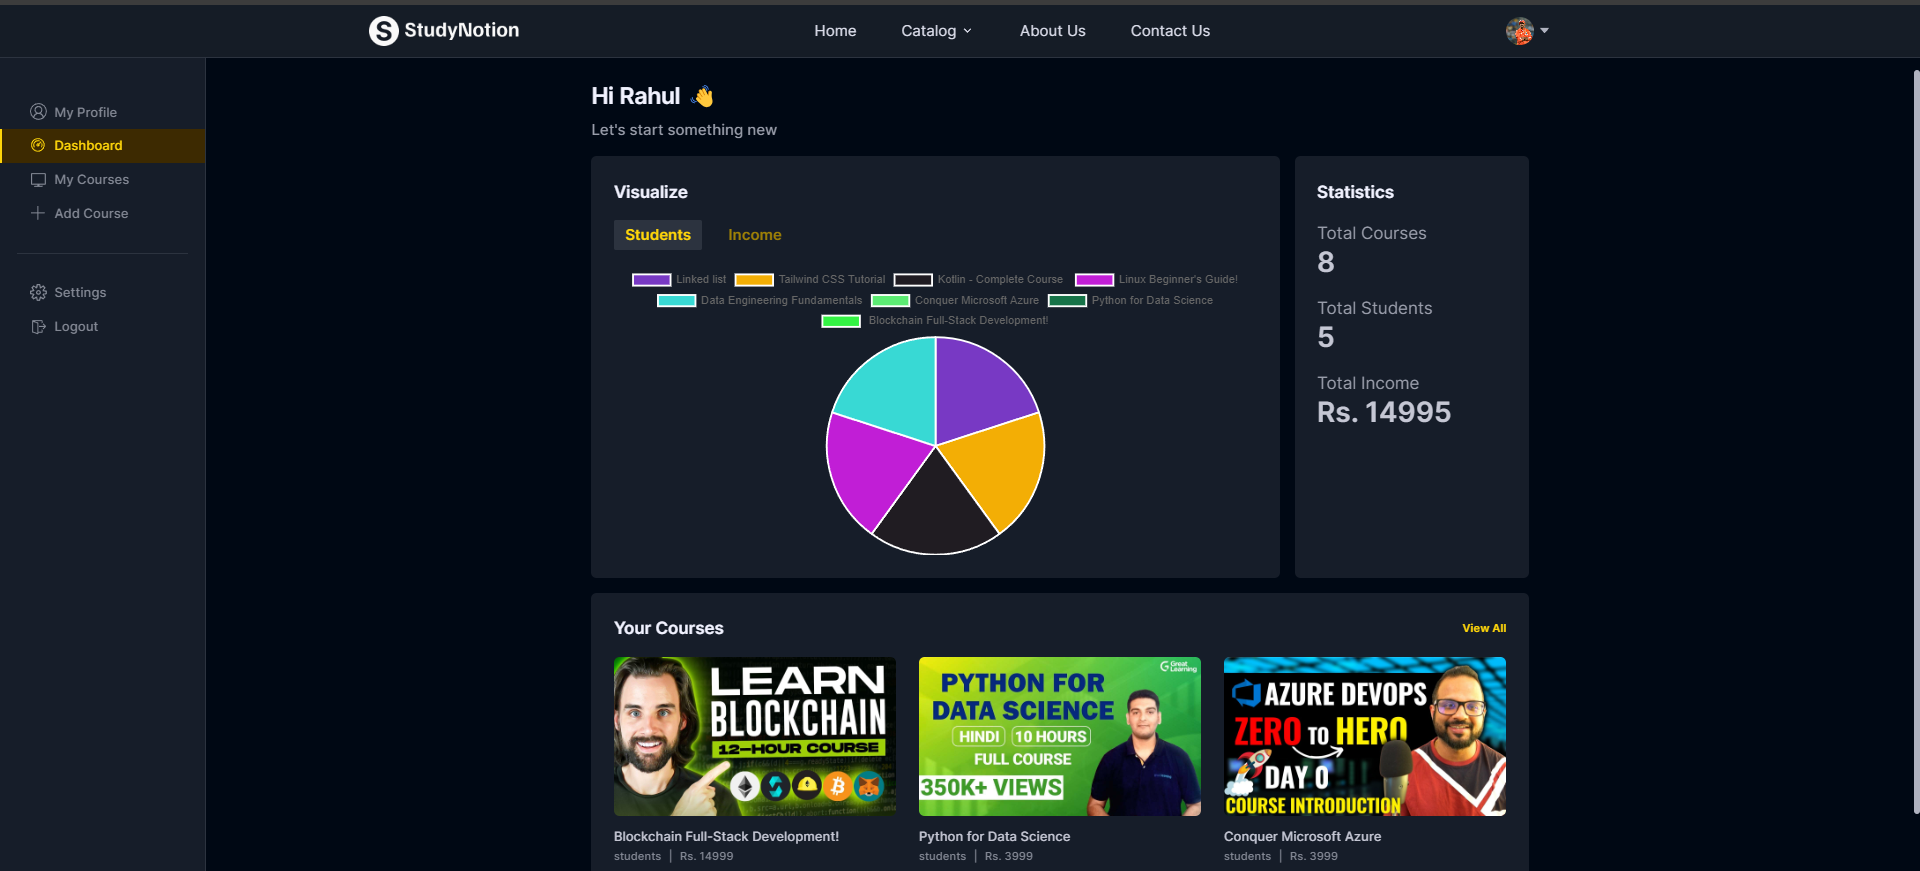 S StudyNotion
Home
Catalog
About Us
Contact Us
My Profile
Dashboard
My Courses
Add Course
Settings
Logout
Hi Rahul 👋
Let's start something new
Visualize
Students
Income
Linked list
Tailwind CSS Tutorial
Kotlin - Complete Course
Linux Beginner's Guide!
Data Engineering Fundamentals
Conquer Microsoft Azure
Python for Data Science
Blockchain Full-Stack Development!
Statistics
Total Courses
8
Total Students
5
Total Income
Rs. 14995
Your Courses
View All
LEARN
BLOCKCHAIN
12-HOUR COURSE
Blockchain Full-Stack Development!
students | Rs. 14999
Great Learning
PYTHON FOR
DATA SCIENCE
HINDI 10 HOURS
FULL COURSE
350K+ VIEWS
Python for Data Science
students | Rs. 3999
AZURE DEVOPS
ZERO TO HERO
DAY 0
COURSE INTRODUCTION
Conquer Microsoft Azure
students | Rs. 3999